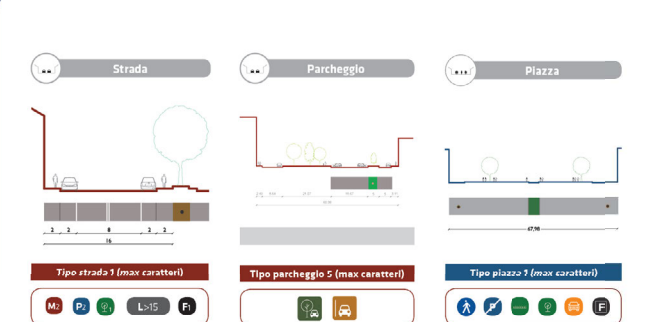 Strada
Parcheggio
Piazza
67,98
2 2 8 2 2
16
Tipo strada 1 (max caratteri)
Tipo parcheggio 5 (max caratteri)
Tipo piazza 1 (max caratteri)
M2 P2 1 L>15 F1
P F